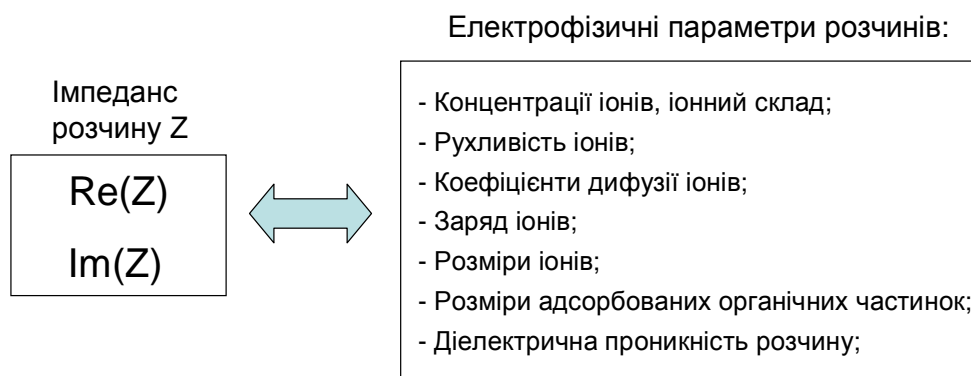 Електрофізичні параметри розчинів:
Імпеданс
розчину Z
Re(Z)
Im(Z)
- Концентрації іонів, іонний склад;
- Рухливість іонів;
- Коефіцієнти дифузії іонів;
- Заряд іонів;
- Розміри іонів;
- Розміри адсорбованих органічних частинок;
- Діелектрична проникність розчину;